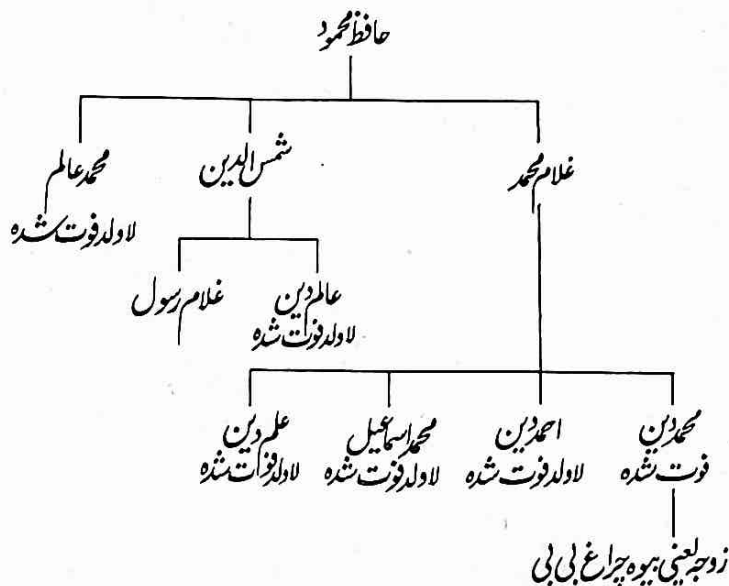 حافظ محمود
غلام محمد
شمس الدین
محمد عالم
لاولد فوت شدہ
عالم دین
لاولد فوت شدہ
غلام رسول
محمد دین
فوت شدہ
احمد دین
لاولد فوت شدہ
محمد اسماعیل
لاولد فوت شدہ
علم دین
لاولد فوت شدہ
زوجہ یعنی بیوہ چراغ بی بی